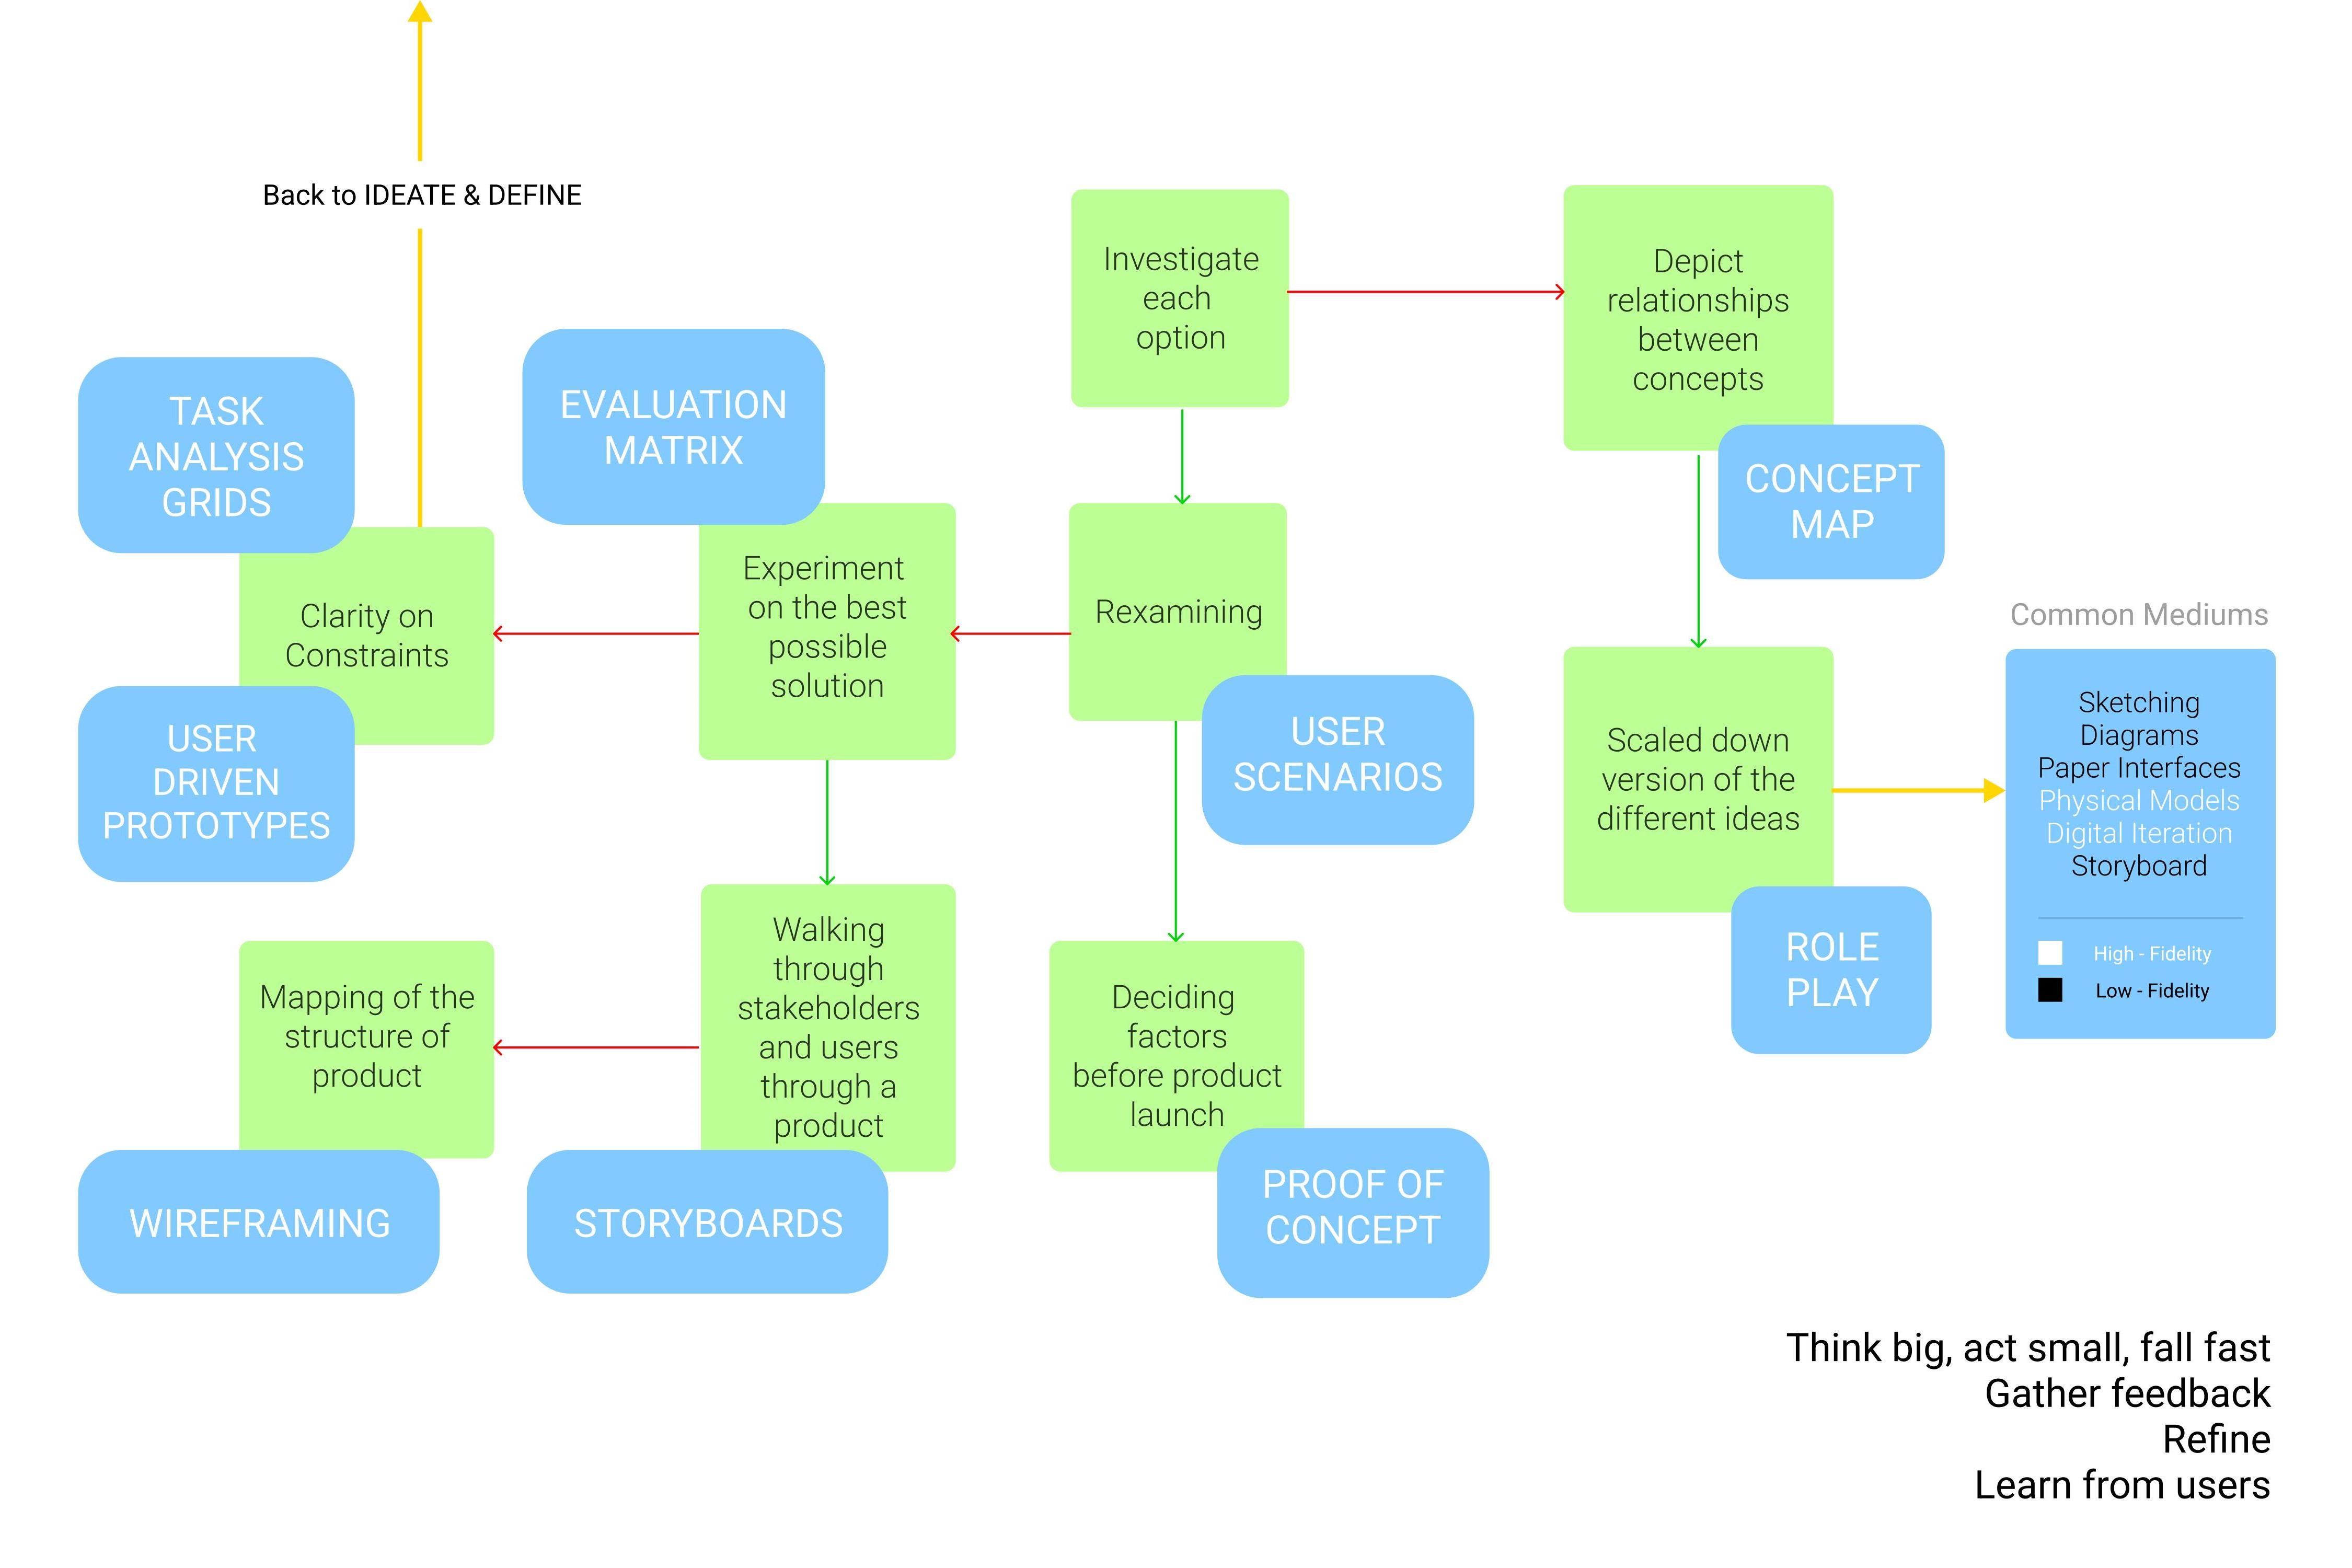 Back to IDEATE & DEFINE
Investigate
each
option
Depict
relationships
between
concepts
CONCEPT
MAP
TASK
ANALYSIS
GRIDS
EVALUATION
MATRIX
Clarity on
Constraints
USER
DRIVEN
PROTOTYPES
Experiment
on the best
possible
solution
Rexamining
USER
SCENARIOS
Scaled down
version of the
different ideas
ROLE
PLAY
Common Mediums
Sketching
Diagrams
Paper Interfaces
Physical Models
Digital Iteration
Storyboard
High - Fidelity
Low - Fidelity
Mapping of the
structure of
product
WIREFRAMING
Walking
through
stakeholders
and users
through a
product
STORYBOARDS
Deciding
factors
before product
launch
PROOF OF
CONCEPT
Think big, act small, fall fast
Gather feedback
Refine
Learn from users